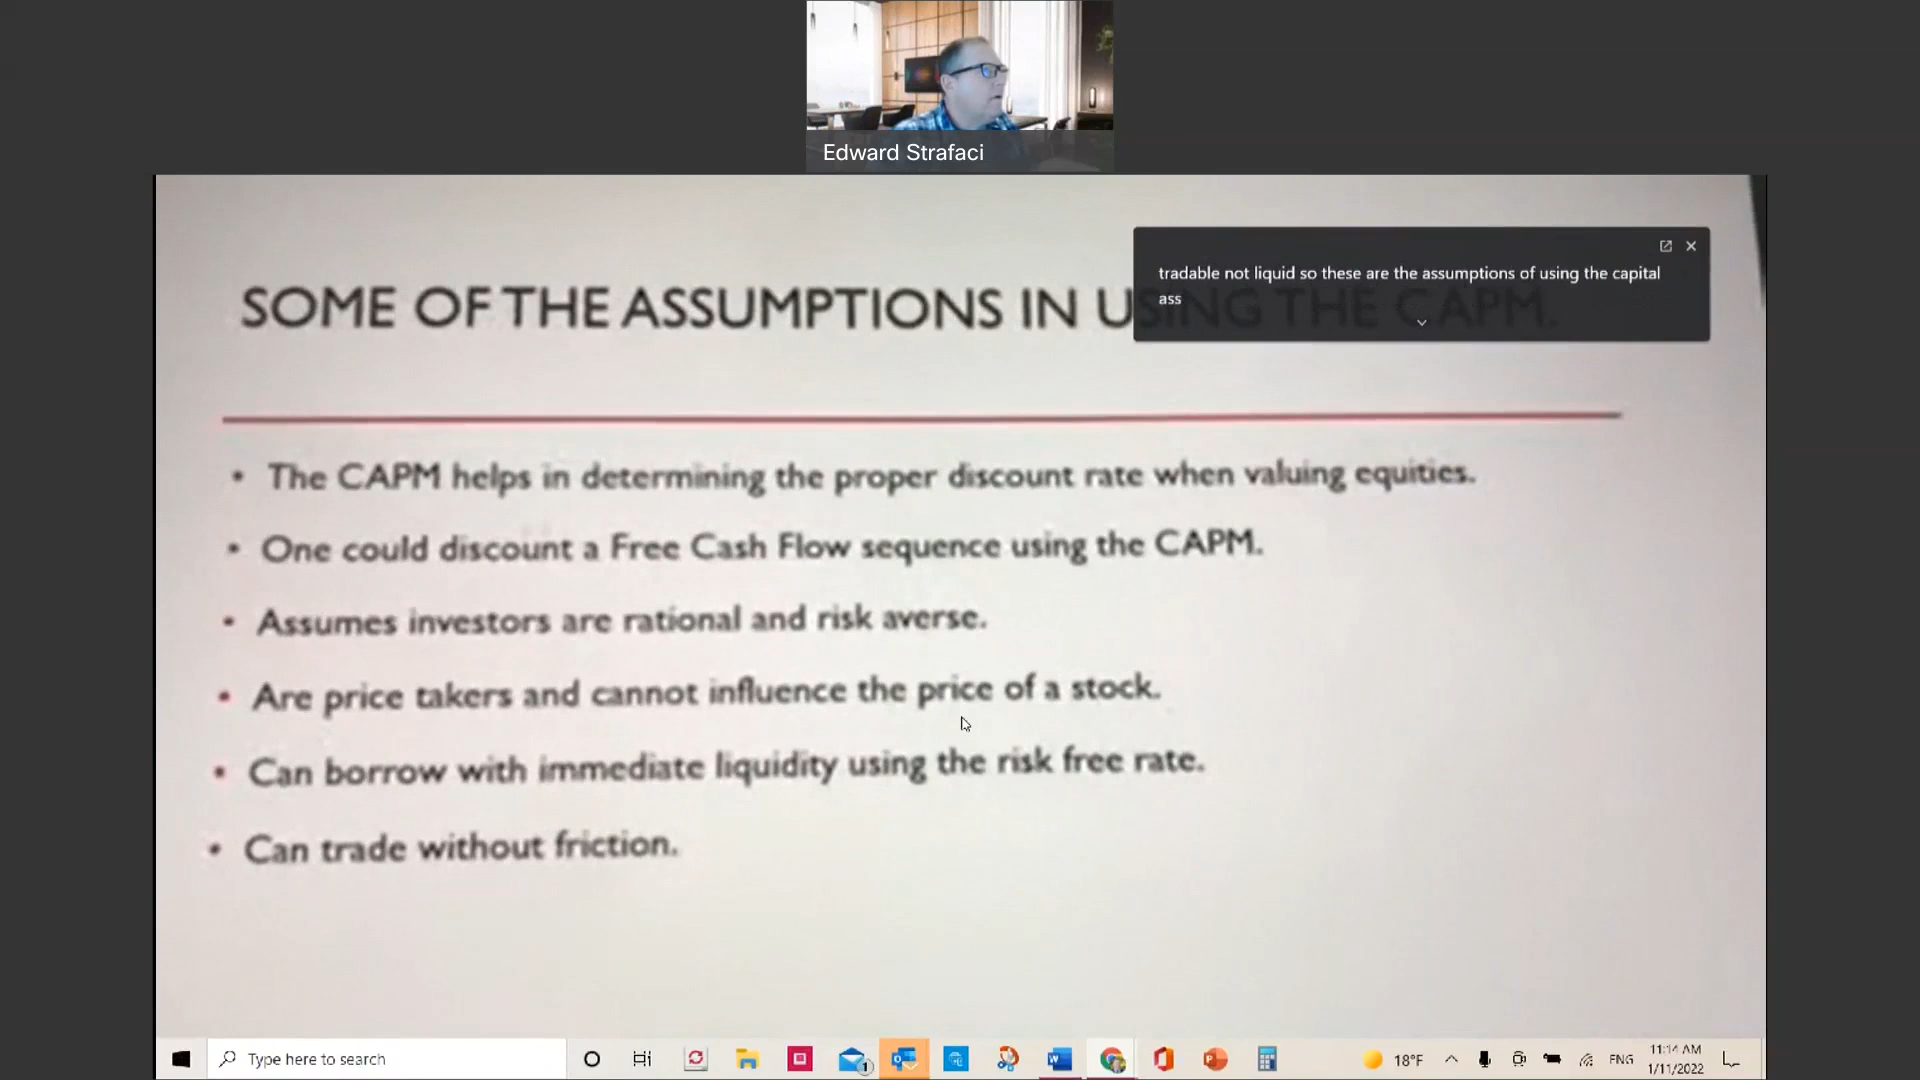 Edward Strafaci
tradable not liquid so these are the assumptions of using the capital
ass
SOME OF THE ASSUMPTIONS IN USING THE CAPM.
• The CAPM helps in determining the proper discount rate when valuing equities.
• One could discount a Free Cash Flow sequence using the CAPM.
• Assumes investors are rational and risk averse.
• Are price takers and cannot influence the price of a stock.
• Can borrow with immediate liquidity using the risk free rate.
• Can trade without friction.
Type here to search
1
18°F
ENG
11:14 AM
1/11/2022